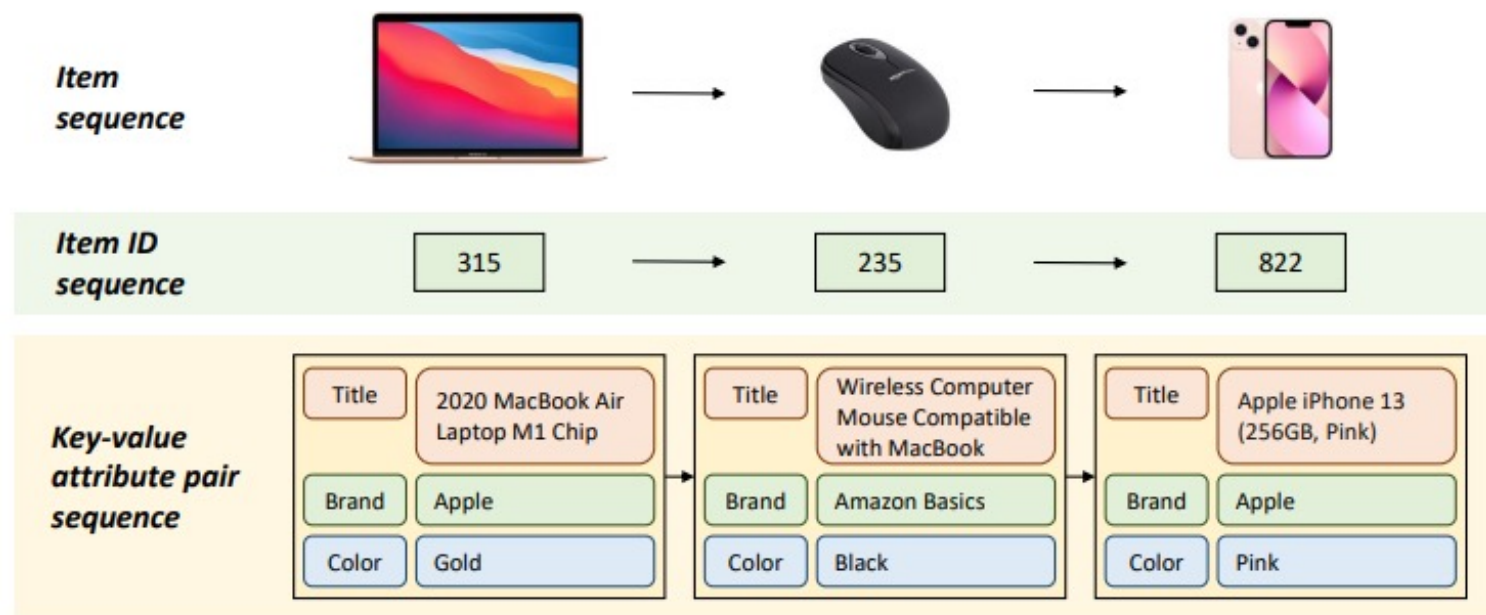 Item
sequence
Item ID
sequence
315
235
822
Key-value
attribute pair
sequence
Title
2020 MacBook Air
Laptop M1 Chip
Brand
Apple
Color
Gold
Title
Wireless Computer
Mouse Compatible
with MacBook
Brand
Amazon Basics
Color
Black
Title
Apple iPhone 13
(256GB, Pink)
Brand
Apple
Color
Pink